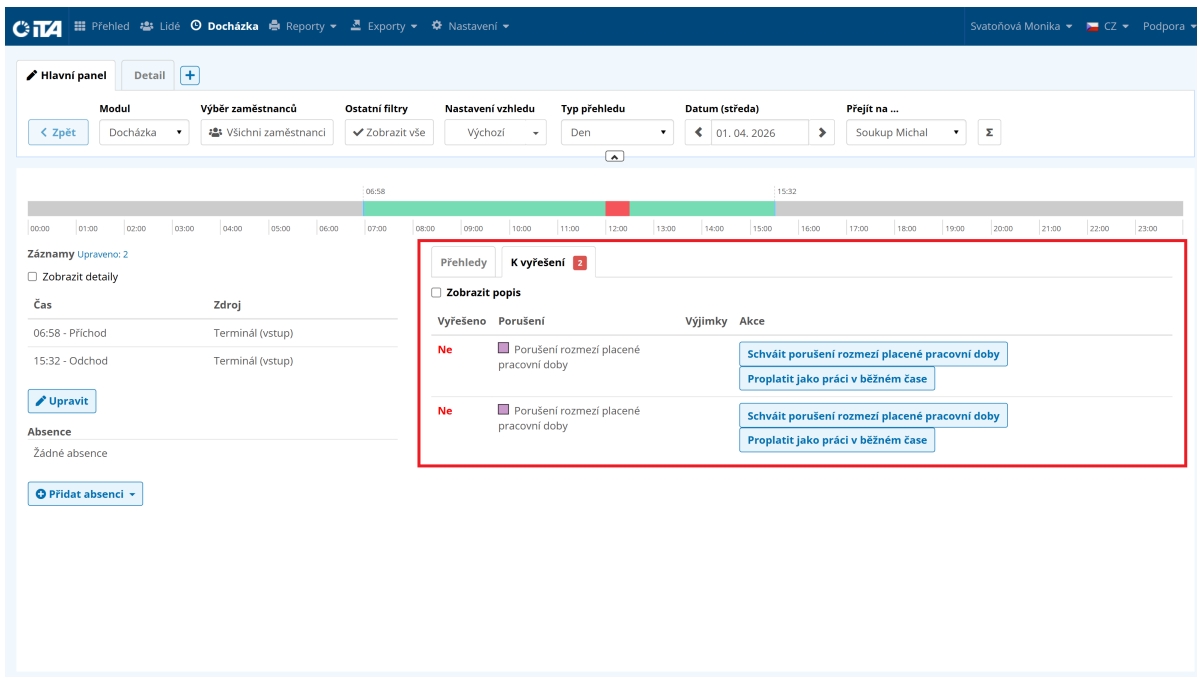 iTA Přehled Lidé Docházka Reporty Exporty Nastavení Svatoňová Monika CZ Podpora
Hlavní panel Detail
Modul Výběr zaměstnanců Ostatní filtry Nastavení vzhledu Typ přehledu Datum (středa) Přejít na ...
Zpět Docházka Všichni zaměstnanci Zobrazit vše Výchozí Den 01. 04. 2026 Soukup Michal Σ
06:58 15:32
00:00 01:00 02:00 03:00 04:00 05:00 06:00 07:00 08:00 09:00 10:00 11:00 12:00 13:00 14:00 15:00 16:00 17:00 18:00 19:00 20:00 21:00 22:00 23:00
Záznamy Upraveno: 2
Zobrazit detaily
Čas Zdroj
06:58 - Příchod Terminál (vstup)
15:32 - Odchod Terminál (vstup)
Upravit
Absence
Žádné absence
Přidat absenci
Přehledy K vyřešení 2
Zobrazit popis
Vyřešeno Porušení Výjimky Akce
Ne Porušení rozmezí placené
pracovní doby
Schváit porušení rozmezí placené pracovní doby
Proplatit jako práci v běžném čase
Ne Porušení rozmezí placené
pracovní doby
Schváit porušení rozmezí placené pracovní doby
Proplatit jako práci v běžném čase